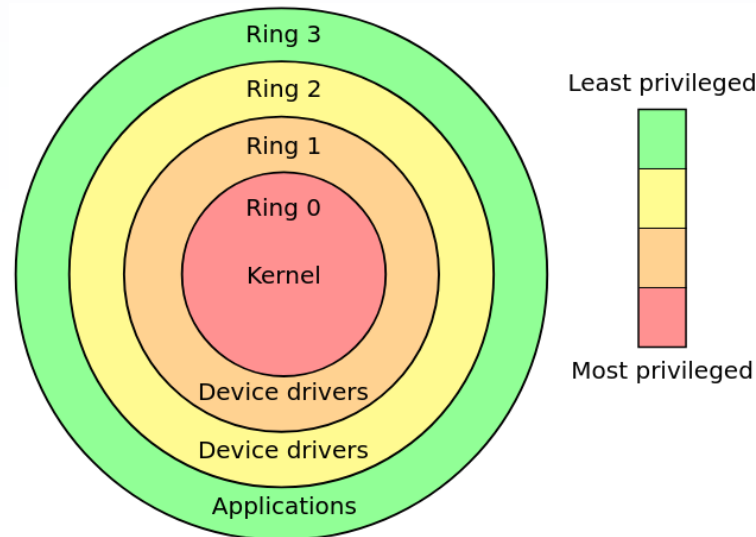 Ring 3
Ring 2
Ring 1
Ring 0
Kernel
Device drivers
Device drivers
Applications
Least privileged
Most privileged